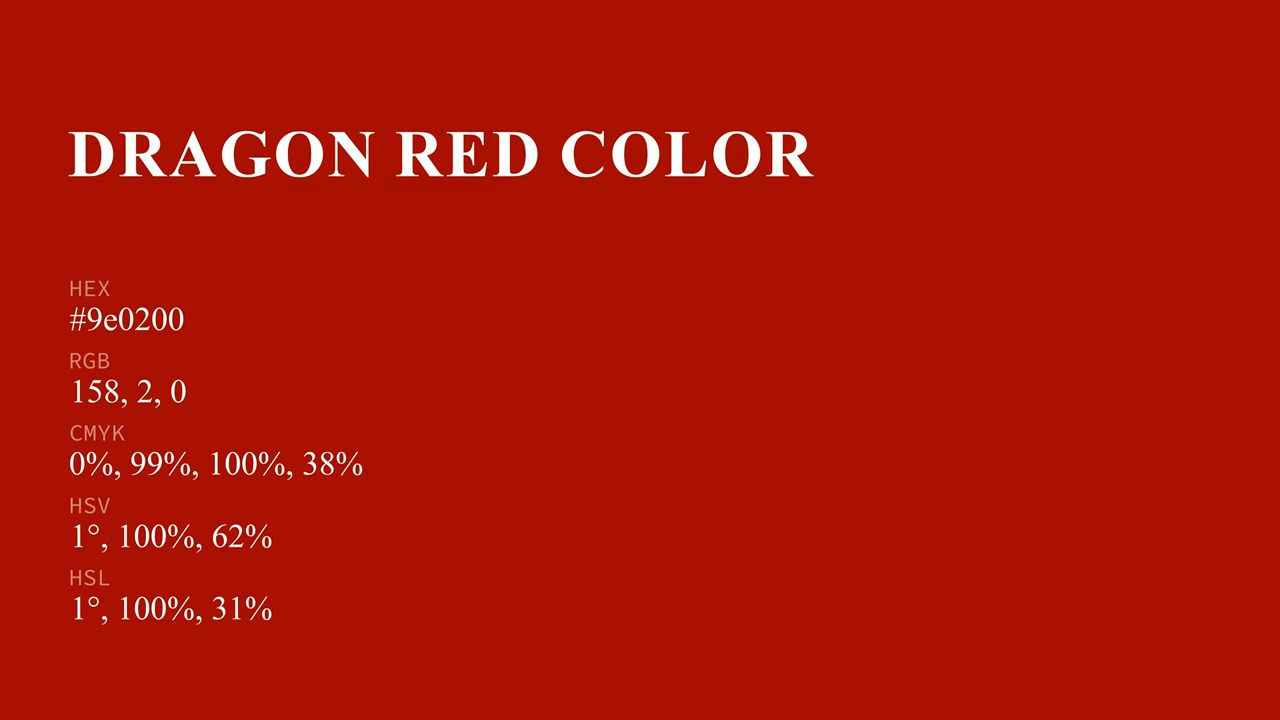 DRAGON RED COLOR
HEX
#9e0200
RGB
158, 2, 0
CMYK
0%, 99%, 100%, 38%
HSV
1°, 100%, 62%
HSL
1°, 100%, 31%